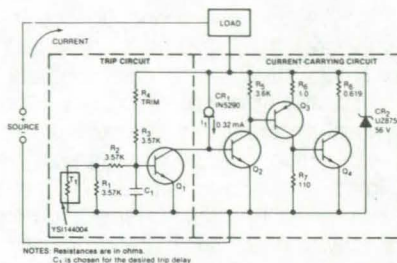 LOAD
CURRENT
TRIP CIRCUIT
CURRENT-CARRYING CIRCUIT
SOURCE
+
−
R4
TRIM
R3
3.57K
R2
3.57K
T1
R1
3.57K
C1
Q1
YSI144004
CR1
IN5290
I1
0.32 mA
R5
3.6K
Q2
R6
1.0
Q3
R7
110
R8
0.619
Q4
CR2
UZ875
56 V
NOTES: Resistances are in ohms.
C1 is chosen for the desired trip delay